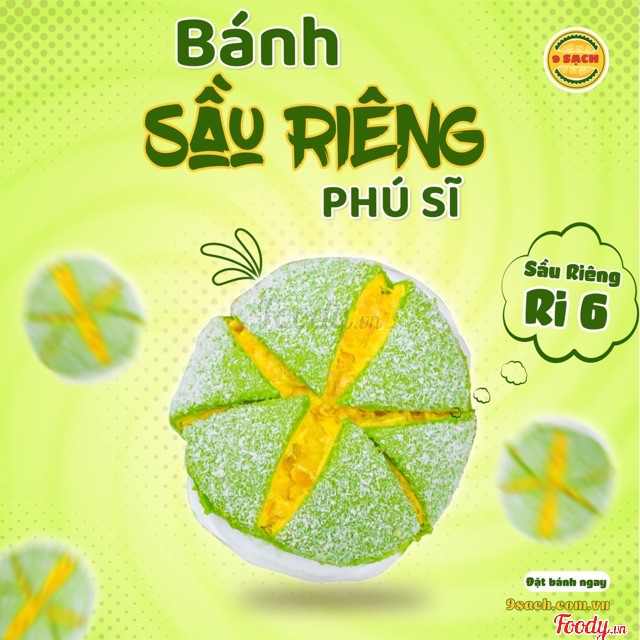 Bánh
9 SẠCH
SẦU RIÊNG
PHÚ SĨ
Sầu Riêng
Ri 6
Đặt bánh ngay
9sach.com.vn
Foody.vn